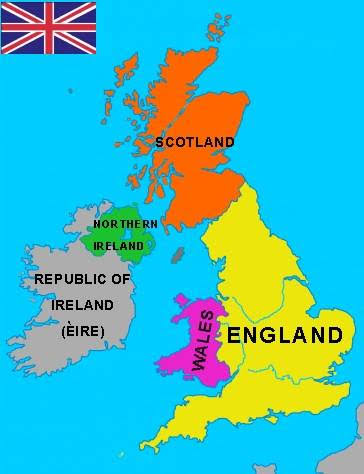 SCOTLAND
NORTHERN
IRELAND
REPUBLIC OF
IRELAND
(ÈIRE)
WALES
ENGLAND